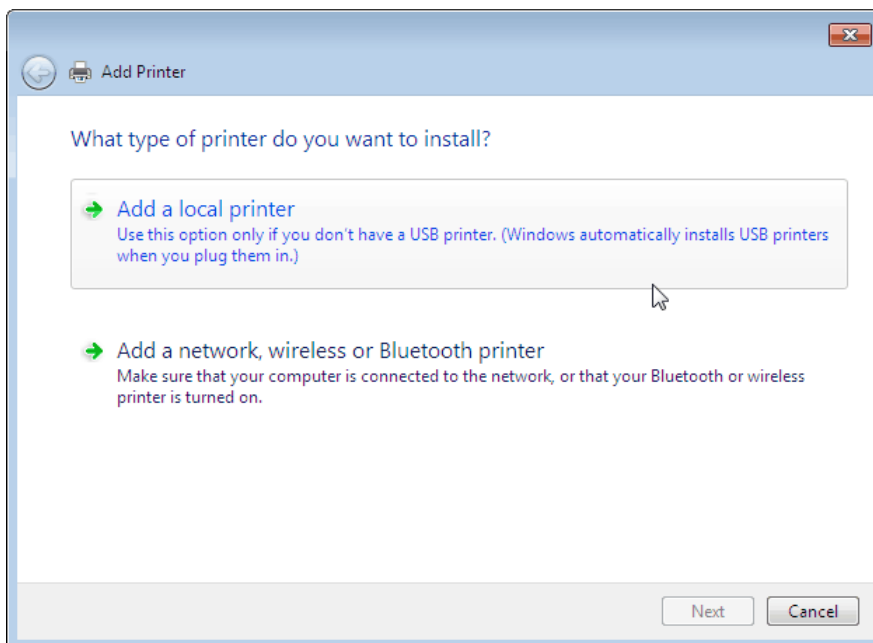 Add Printer
What type of printer do you want to install?
Add a local printer
Use this option only if you don't have a USB printer. (Windows automatically installs USB printers
when you plug them in.)
Add a network, wireless or Bluetooth printer
Make sure that your computer is connected to the network, or that your Bluetooth or wireless
printer is turned on.
Next
Cancel